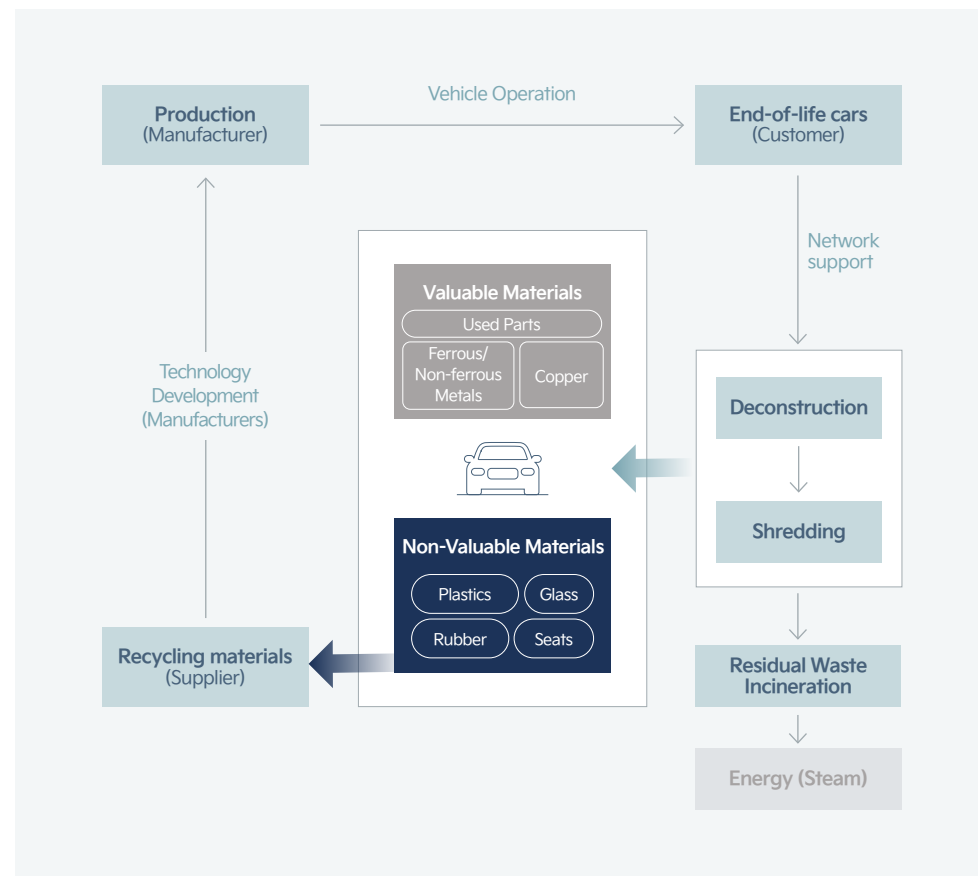 Vehicle Operation
Production
(Manufacturer)
End-of-life cars
(Customer)
Network
support
Valuable Materials
Used Parts
Ferrous/
Non-ferrous
Metals
Copper
Technology
Development
(Manufacturers)
Deconstruction
Shredding
Non-Valuable Materials
Plastics
Glass
Rubber
Seats
Recycling materials
(Supplier)
Residual Waste
Incineration
Energy (Steam)